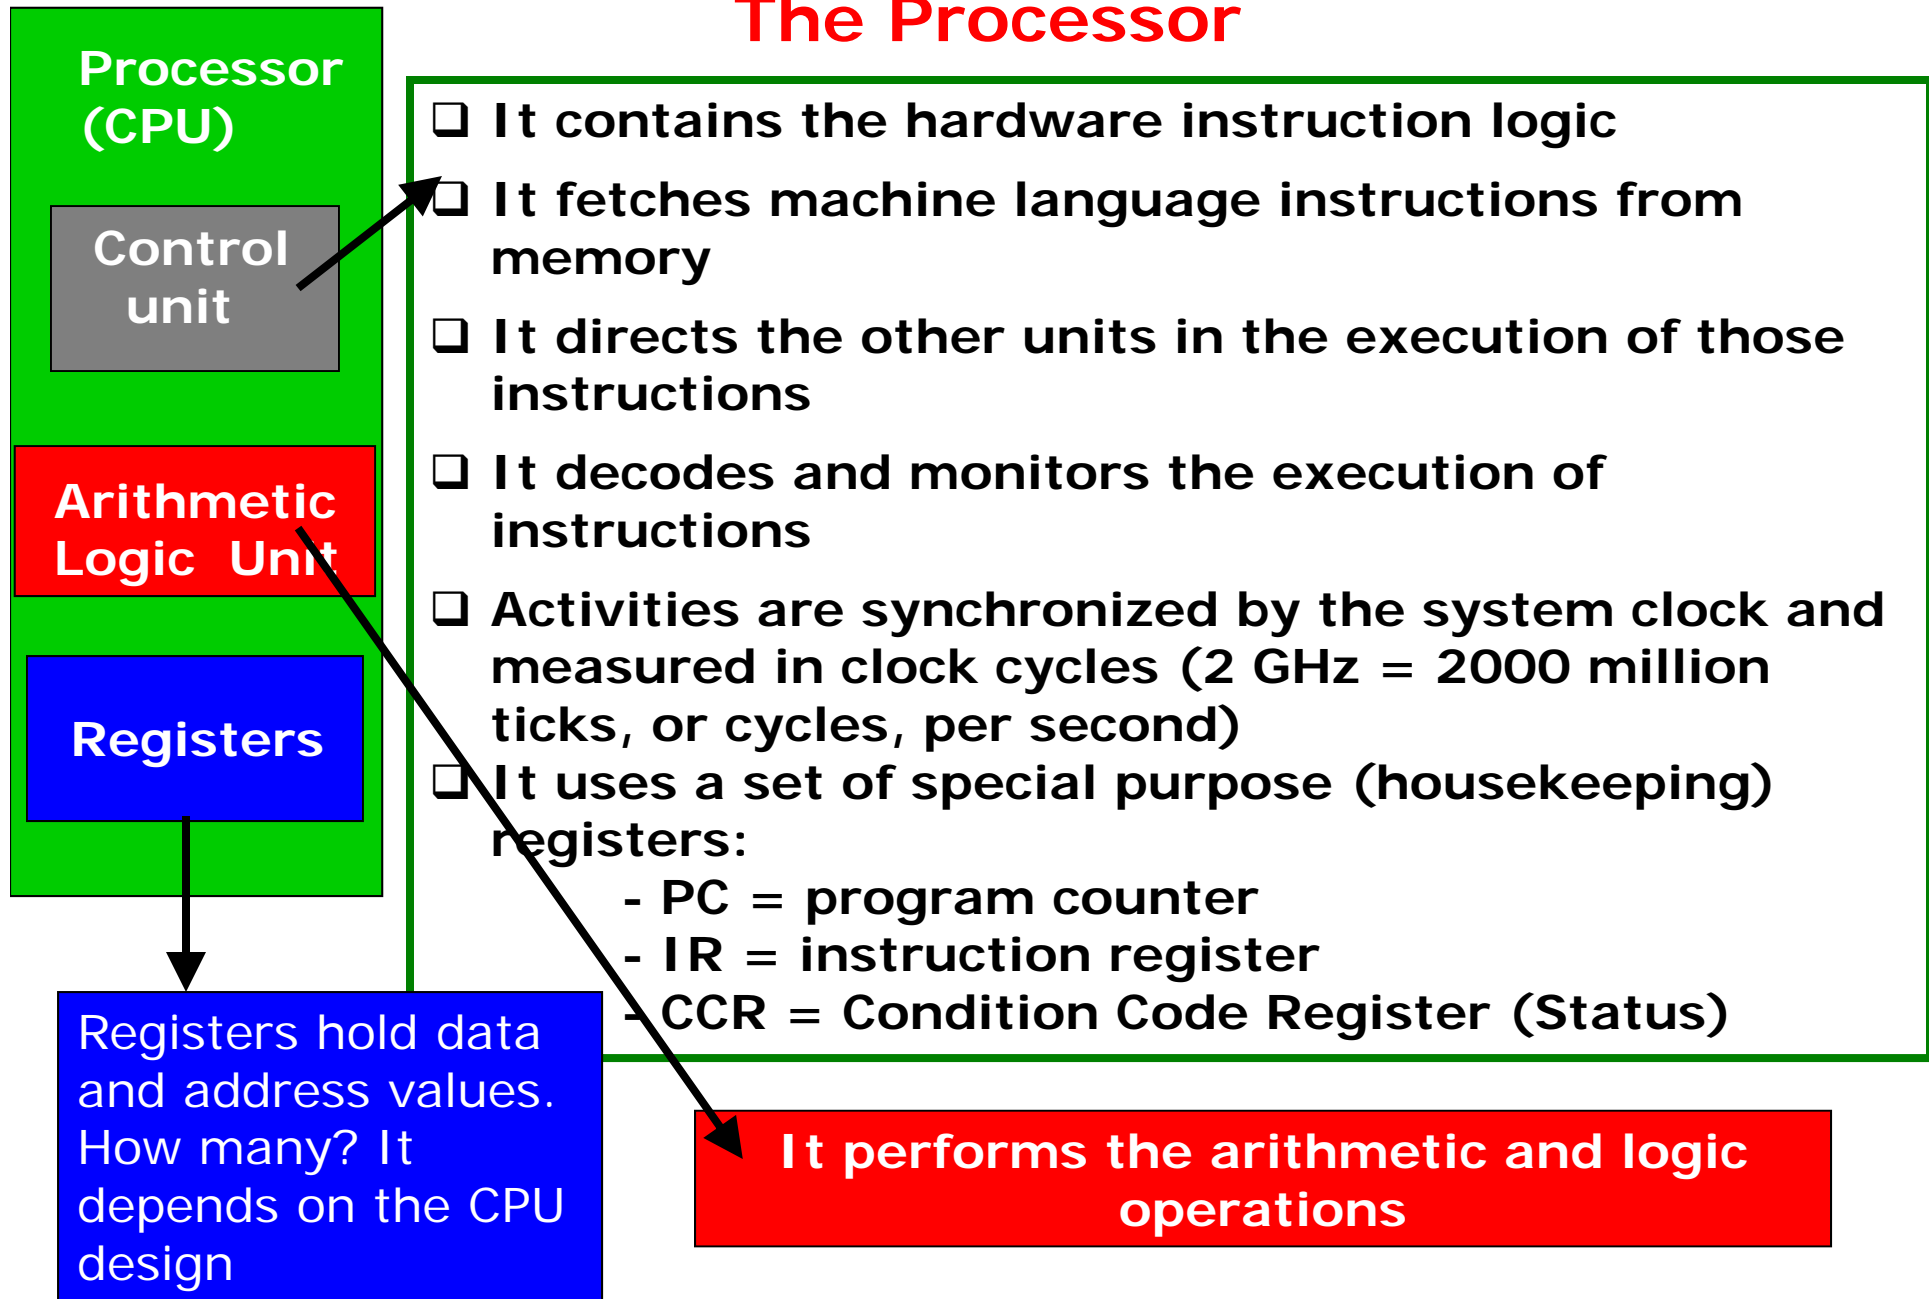 The Processor
Processor
(CPU)
Control
unit
Arithmetic
Logic Unit
Registers
❑ It contains the hardware instruction logic
❑ It fetches machine language instructions from
memory
❑ It directs the other units in the execution of those
instructions
❑ It decodes and monitors the execution of
instructions
❑ Activities are synchronized by the system clock and
measured in clock cycles (2 GHz = 2000 million
ticks, or cycles, per second)
❑ It uses a set of special purpose (housekeeping)
registers:
- PC = program counter
- IR = instruction register
- CCR = Condition Code Register (Status)
Registers hold data
and address values.
How many? It
depends on the CPU
design
It performs the arithmetic and logic
operations